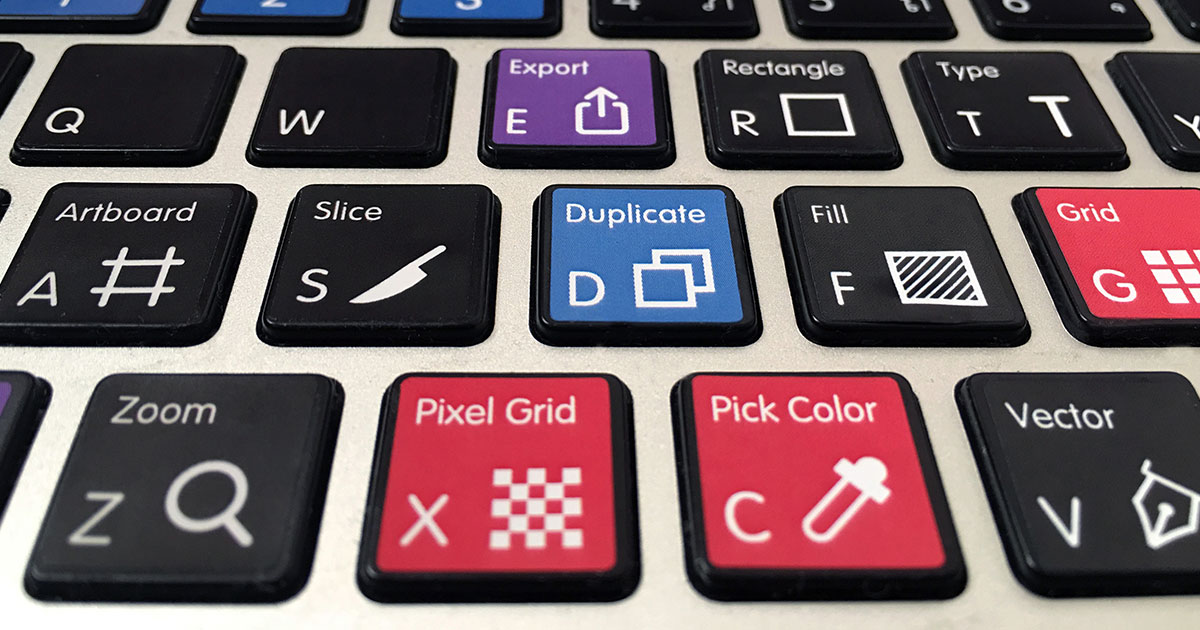 2
3
4
5
6
Q
W
Export
E
Rectangle
R
Type
T
T
Y
Artboard
A
Slice
S
Duplicate
D
Fill
F
Grid
G
Zoom
Z
Pixel Grid
X
Pick Color
C
Vector
V